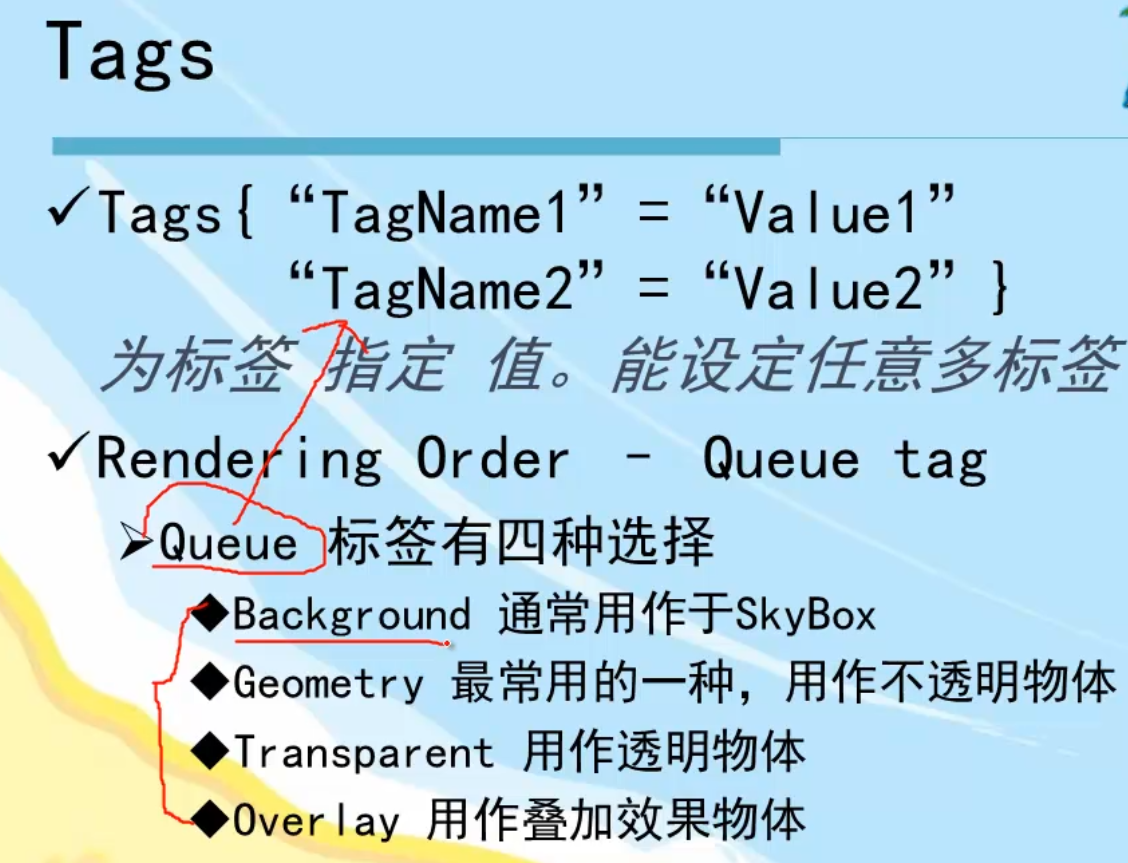 Tags
✓Tags{ “TagName1” = “Value1”
“TagName2” = “Value2” }
为标签 指定 值。能设定任意多标签
✓Rendering Order - Queue tag
➢Queue 标签有四种选择
◆Background 通常用作于SkyBox
◆Geometry 最常用的一种，用作不透明物体
◆Transparent 用作透明物体
◆Overlay 用作叠加效果物体